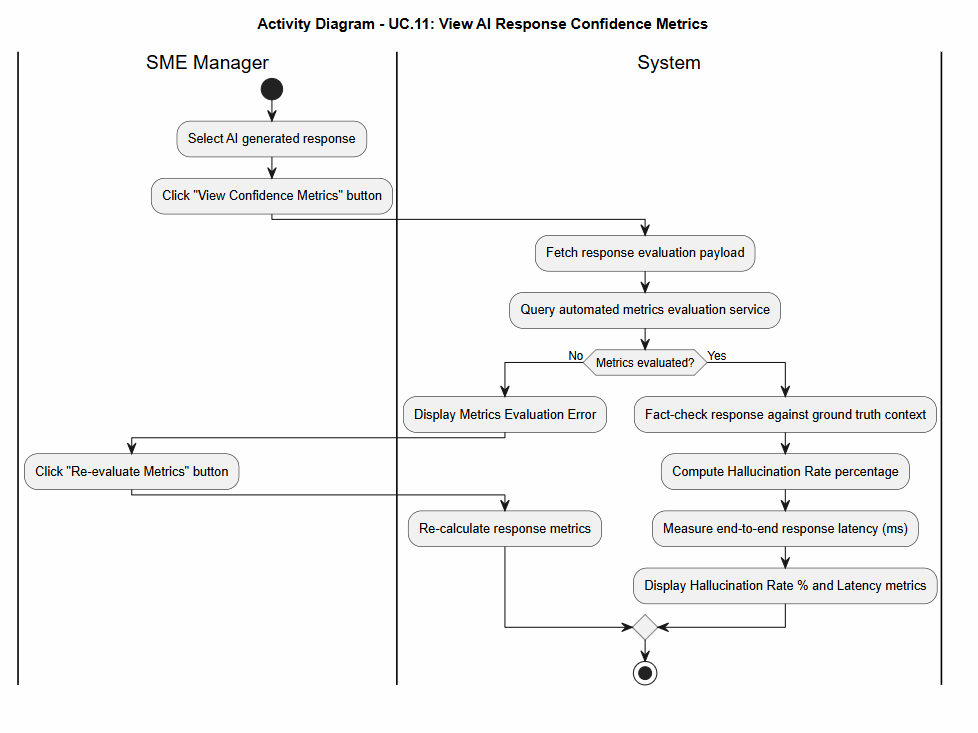 Activity Diagram - UC.11: View AI Response Confidence Metrics
SME Manager
System
Select AI generated response
Click "View Confidence Metrics" button
Fetch response evaluation payload
Query automated metrics evaluation service
No
Metrics evaluated?
Yes
Display Metrics Evaluation Error
Fact-check response against ground truth context
Click "Re-evaluate Metrics" button
Compute Hallucination Rate percentage
Re-calculate response metrics
Measure end-to-end response latency (ms)
Display Hallucination Rate % and Latency metrics